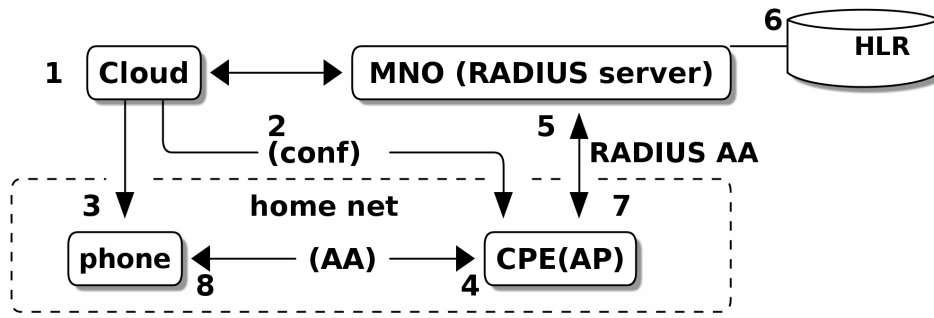 6
HLR
1
Cloud
MNO (RADIUS server)
2
(conf)
5
RADIUS AA
3
home net
7
phone
(AA)
CPE(AP)
8
4